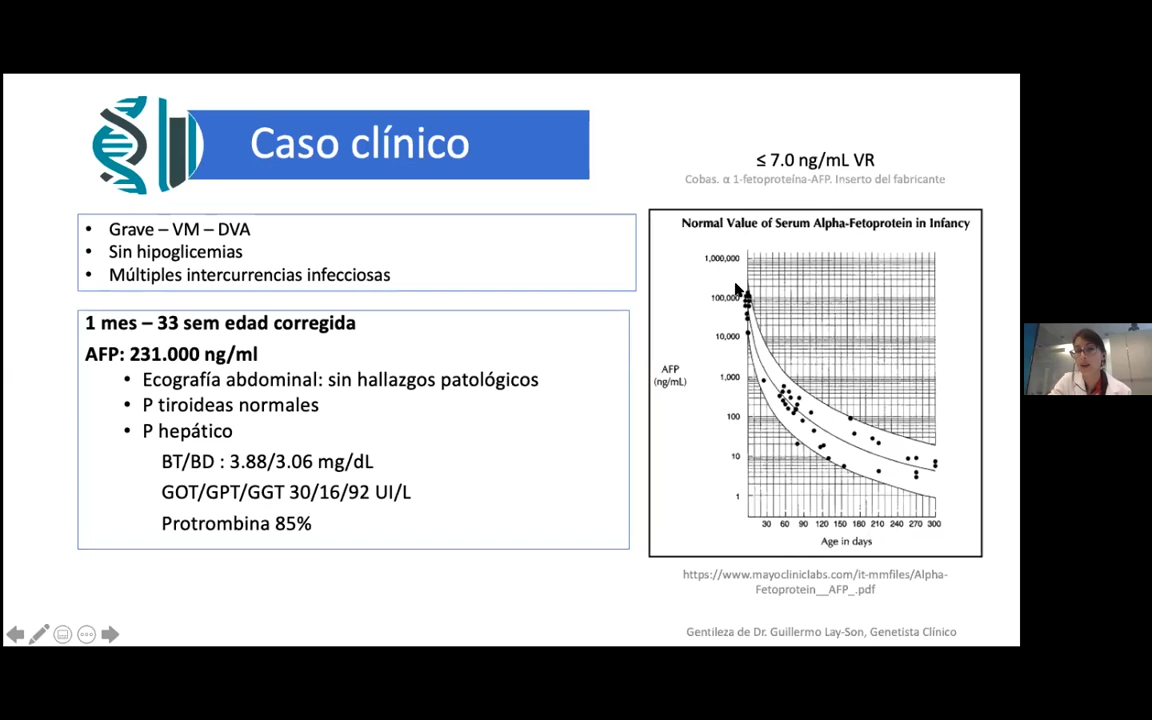 Caso clínico
• Grave – VM – DVA
• Sin hipoglicemias
• Múltiples intercurrencias infecciosas
1 mes – 33 sem edad corregida
AFP: 231.000 ng/ml
• Ecografía abdominal: sin hallazgos patológicos
• P tiroideas normales
• P hepático
BT/BD : 3.88/3.06 mg/dL
GOT/GPT/GGT 30/16/92 UI/L
Protrombina 85%
≤ 7.0 ng/mL VR
Cobas. α 1-fetoproteína-AFP. Inserto del fabricante
Normal Value of Serum Alpha-Fetoprotein in Infancy
1,000,000
100,000
10,000
1,000
100
10
1
AFP
(ng/mL)
30 60 90 120 150 180 210 240 270 300
Age in days
https://www.mayocliniclabs.com/it-mmfiles/Alpha-
Fetoprotein__AFP_.pdf
Gentileza de Dr. Guillermo Lay-Son, Genetista Clínico